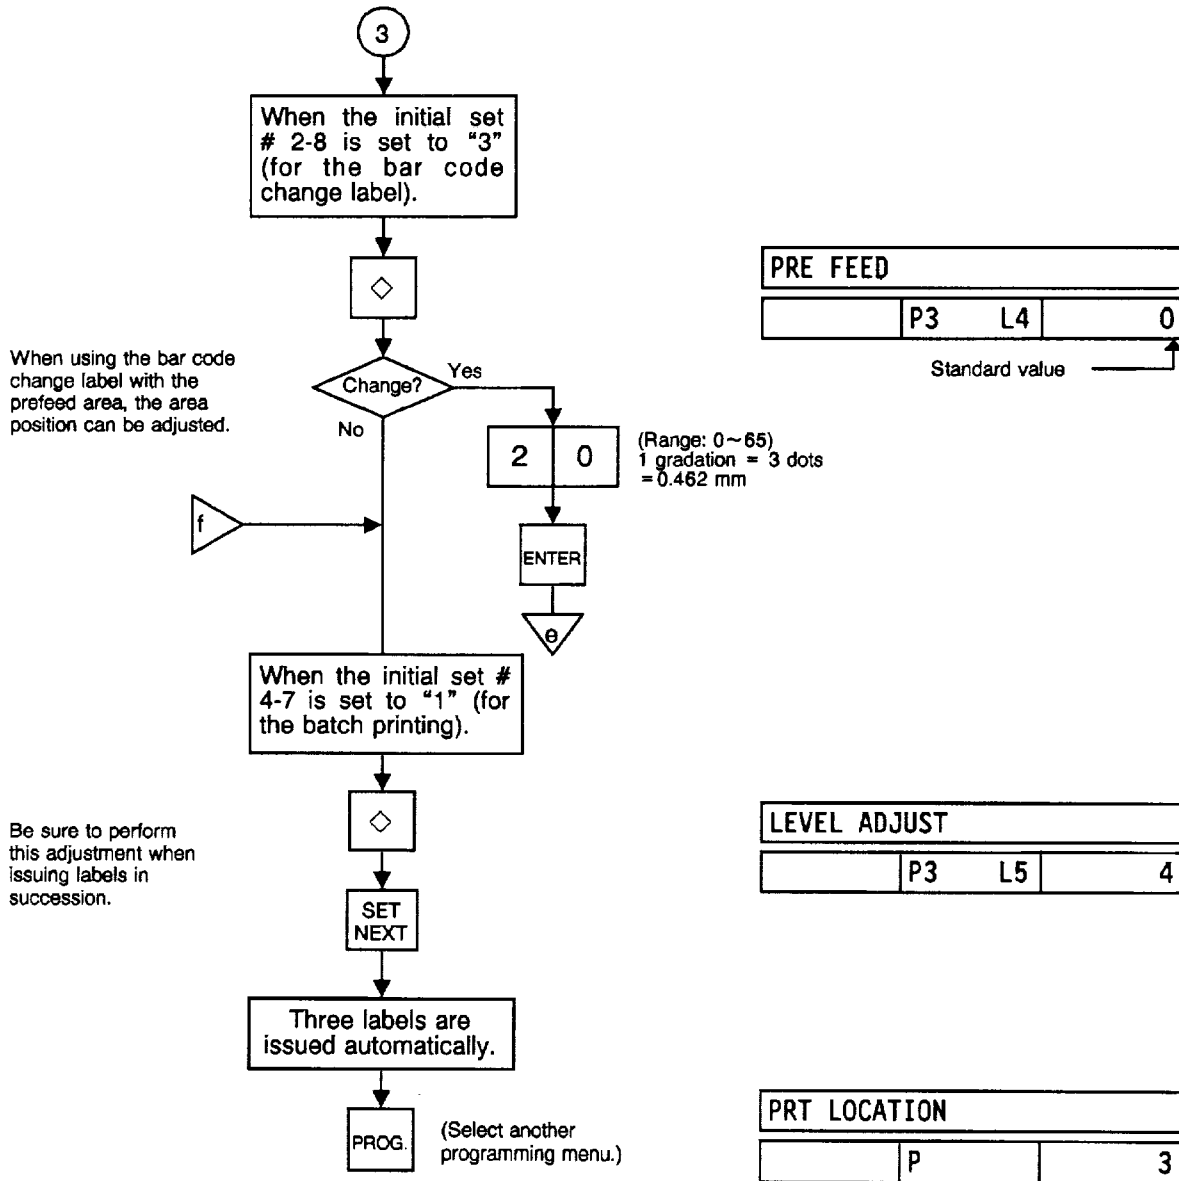 3
When the initial set
# 2-8 is set to "3"
(for the bar code
change label).
PRE FEED
P3 L4 0
Standard value
When using the bar code
change label with the
prefeed area, the area
position can be adjusted.
Change?
Yes
No
2 0
(Range: 0~65)
1 gradation = 3 dots
=0.462 mm
f
ENTER
e
When the initial set #
4-7 is set to "1" (for
the batch printing).
Be sure to perform
this adjustment when
issuing labels in
succession.
LEVEL ADJUST
P3 L5 4
SET
NEXT
Three labels are
issued automatically.
PROG.
(Select another
programming menu.)
PRT LOCATION
P 3